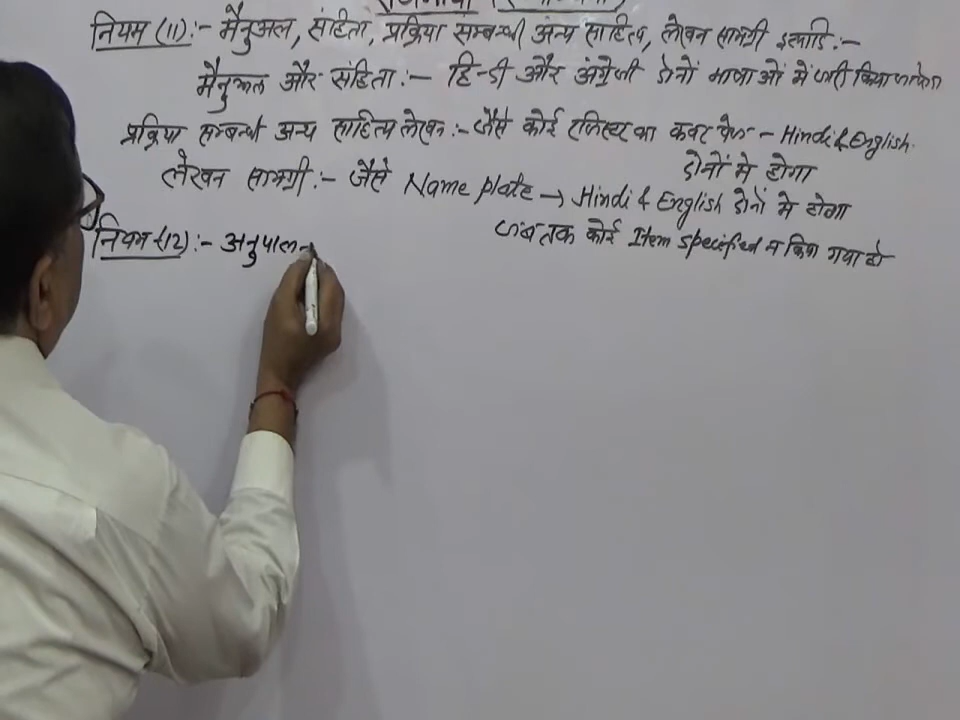 राजभाषा
नियम (11):- मैनुअल, संहिता, प्रक्रिया सम्बन्धी अन्य साहित्य, लेखन सामग्री इत्यादि:-
मैनुअल और संहिता:- हिन्दी और अंग्रेजी दोनों भाषाओं में जारी किया जायेगा
प्रक्रिया सम्बन्धी अन्य साहित्य लेखन:- जैसे कोई रजिस्टर का कवर पेज - Hindi & English.
दोनों मे होगा
लेखन सामग्री:- जैसे Name plate → Hindi & English दोनों मे होगा
जब तक कोई Item specified न किया गया हो
नियम (12):- अनुपालन